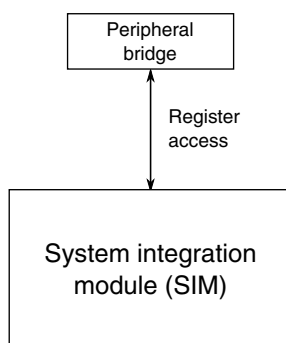 Peripheral
bridge
Register
access
System integration
module (SIM)